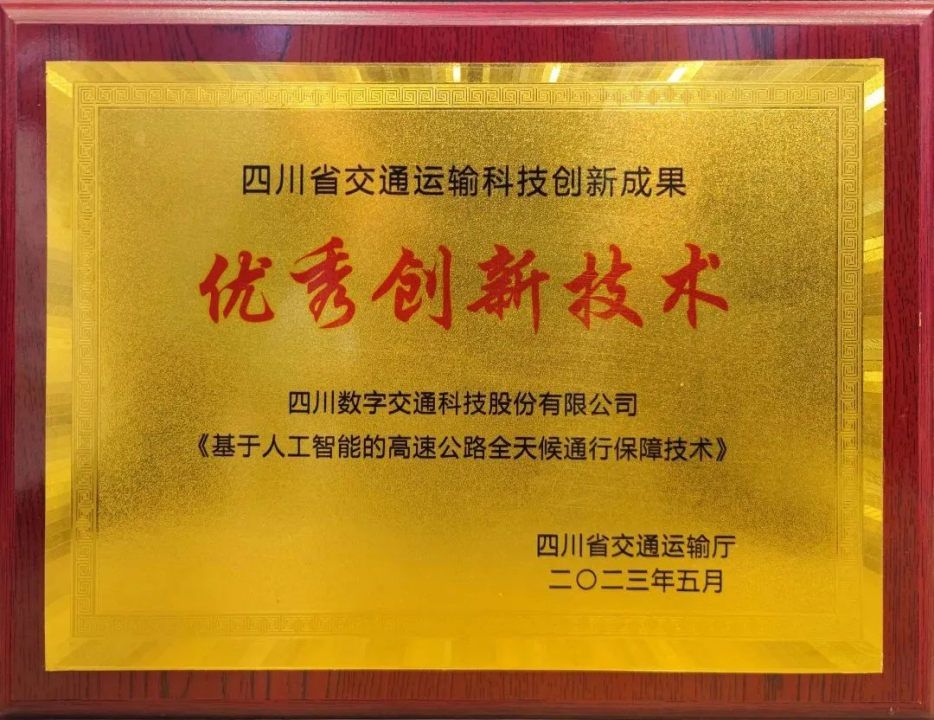 四川省交通运输科技创新成果
优秀创新技术
四川数字交通科技股份有限公司
《基于人工智能的高速公路全天候通行保障技术》
四川省交通运输厅
二〇二三年五月